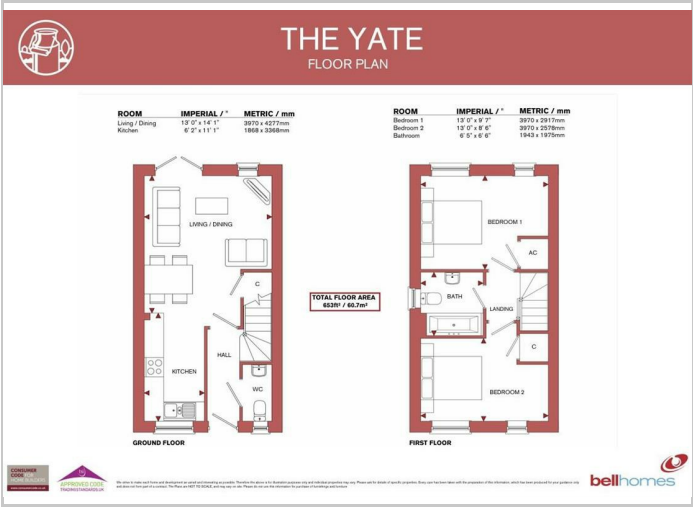 THE YATE
FLOOR PLAN
ROOM IMPERIAL / " METRIC / mm
Living / Dining 13' 0" x 14' 1" 3970 x 4277mm
Kitchen 6' 2" x 11' 1" 1868 x 3368mm
ROOM IMPERIAL / " METRIC / mm
Bedroom 1 13' 0" x 9' 7" 3970 x 2917mm
Bedroom 2 13' 0" x 8' 6" 3970 x 2578mm
Bathroom 6' 5" x 6' 6" 1943 x 1975mm
LIVING / DINING
C
HALL
KITCHEN
WC
GROUND FLOOR
TOTAL FLOOR AREA
653ft² / 60.7m²
BEDROOM 1
AC
BATH
LANDING
C
BEDROOM 2
FIRST FLOOR
CONSUMER
CODE FOR
HOME BUILDERS
APPROVED CODE
TRADINGSTANDARDS.UK
bellhomes